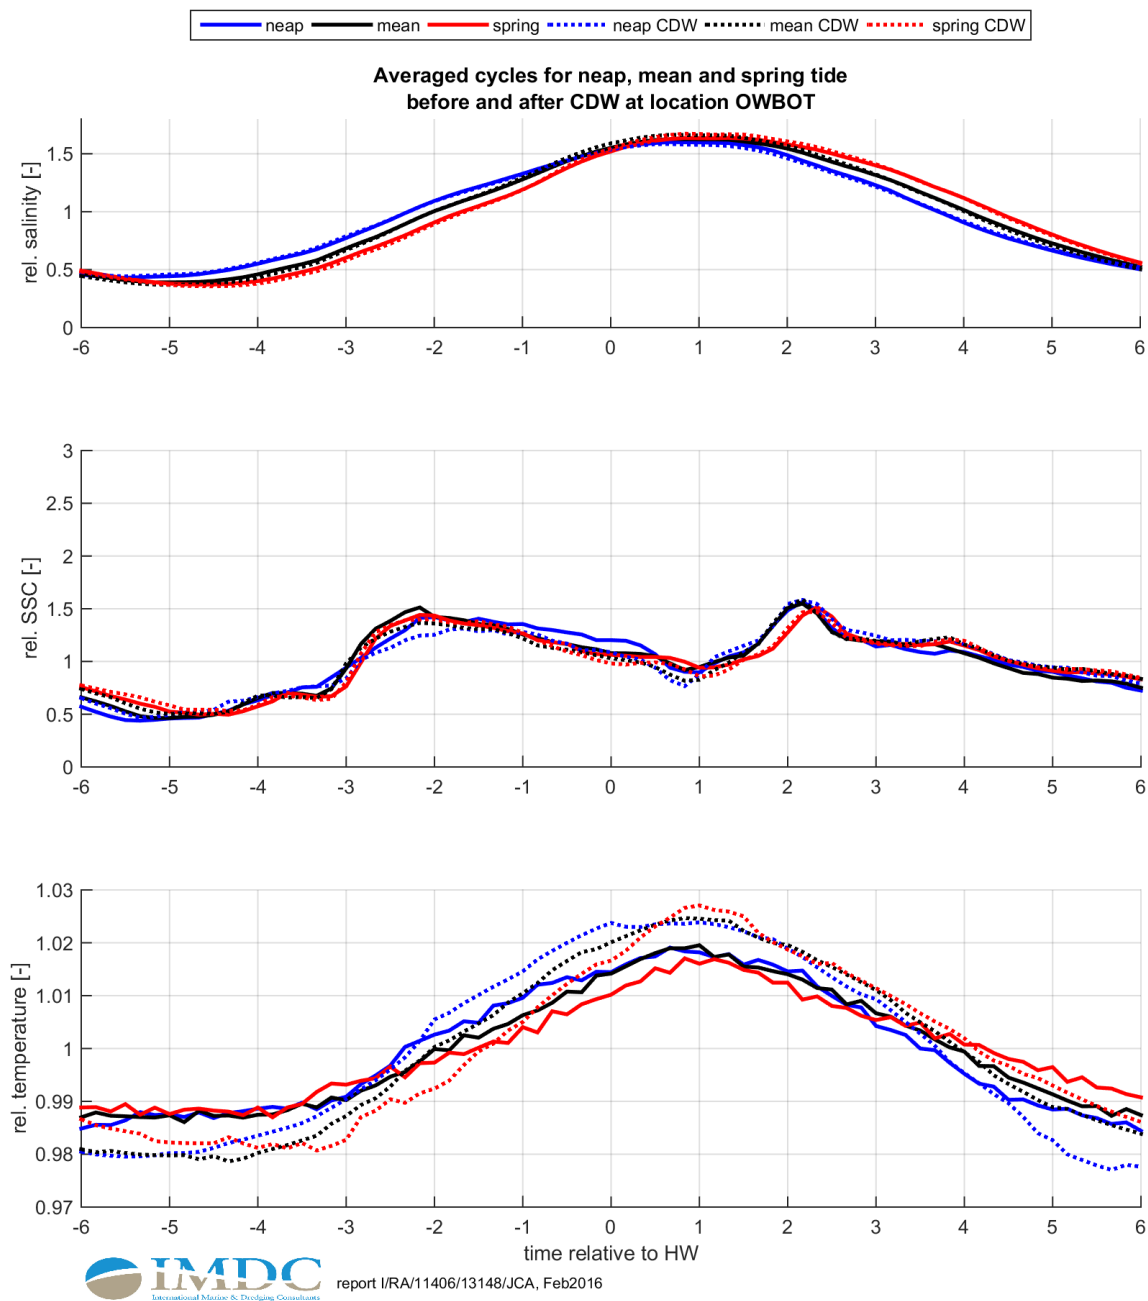 neap mean spring neap CDW mean CDW spring CDW
Averaged cycles for neap, mean and spring tide
before and after CDW at location OWBOT
rel. salinity [-]
1.5
1
0.5
0
-6 -5 -4 -3 -2 -1 0 1 2 3 4 5 6
rel. SSC [-]
3
2.5
2
1.5
1
0.5
0
-6 -5 -4 -3 -2 -1 0 1 2 3 4 5 6
rel. temperature [-]
1.03
1.02
1.01
1
0.99
0.98
0.97
-6 -5 -4 -3 -2 -1 0 1 2 3 4 5 6
time relative to HW
IMDC
International Marine & Dredging Consultants
report I/RA/11406/13148/JCA, Feb2016